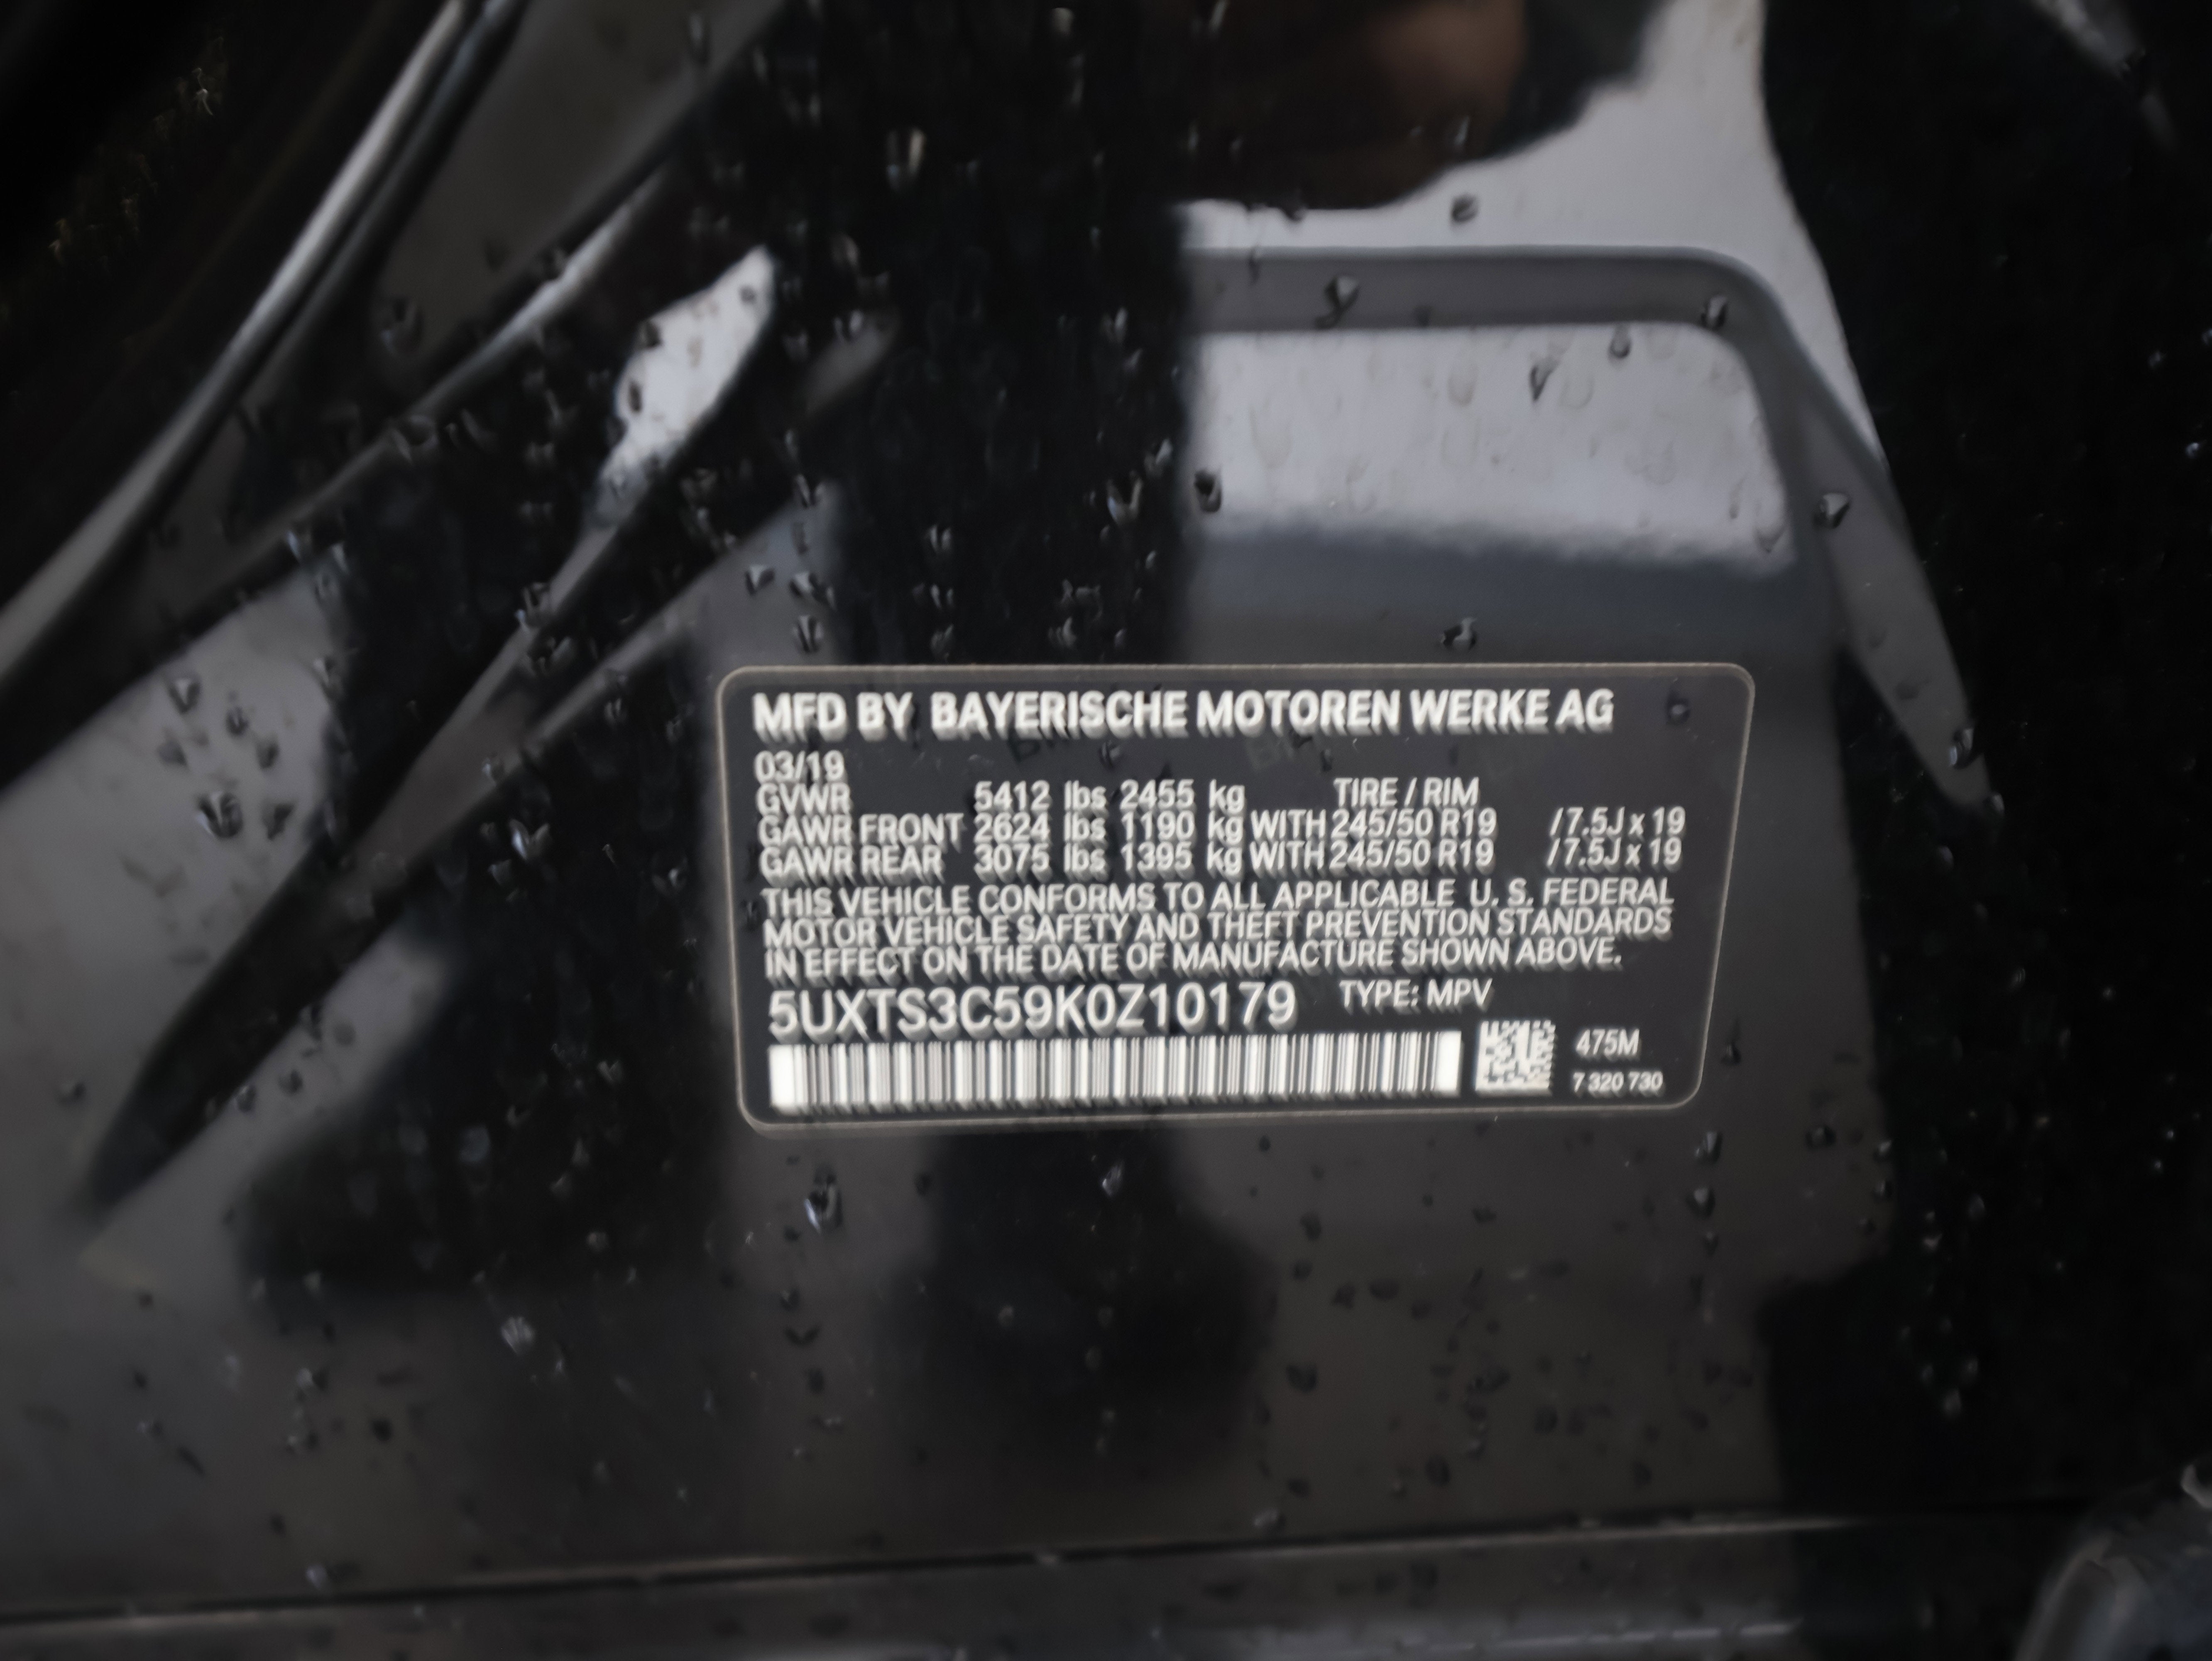 MFD BY BAYERISCHE MOTOREN WERKE AG
03/19
GVWR 5412 lbs 2455 kg TIRE / RIM
GAWR FRONT 2624 lbs 1190 kg WITH 245/50 R19 / 7.5J x 19
GAWR REAR 3075 lbs 1395 kg WITH 245/50 R19 / 7.5J x 19
THIS VEHICLE CONFORMS TO ALL APPLICABLE U. S. FEDERAL
MOTOR VEHICLE SAFETY AND THEFT PREVENTION STANDARDS
IN EFFECT ON THE DATE OF MANUFACTURE SHOWN ABOVE.
5UXTS3C59K0Z10179 TYPE: MPV
475M
7 320 730